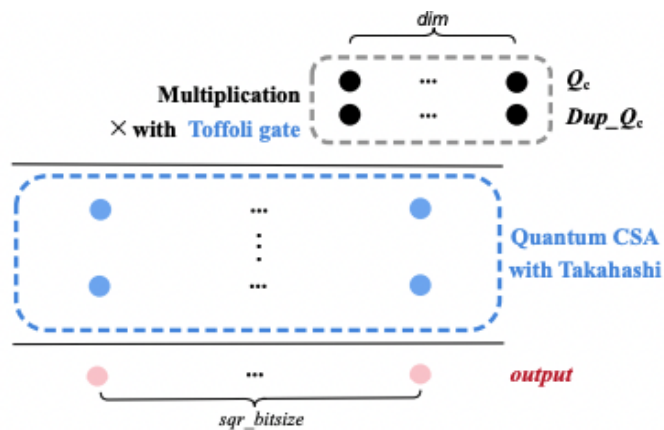 dim
... Q_c
Multiplication
× with Toffoli gate ... Dup_Q_c
...
Quantum CSA
with Takahashi
...
... output
sqr_bitsize